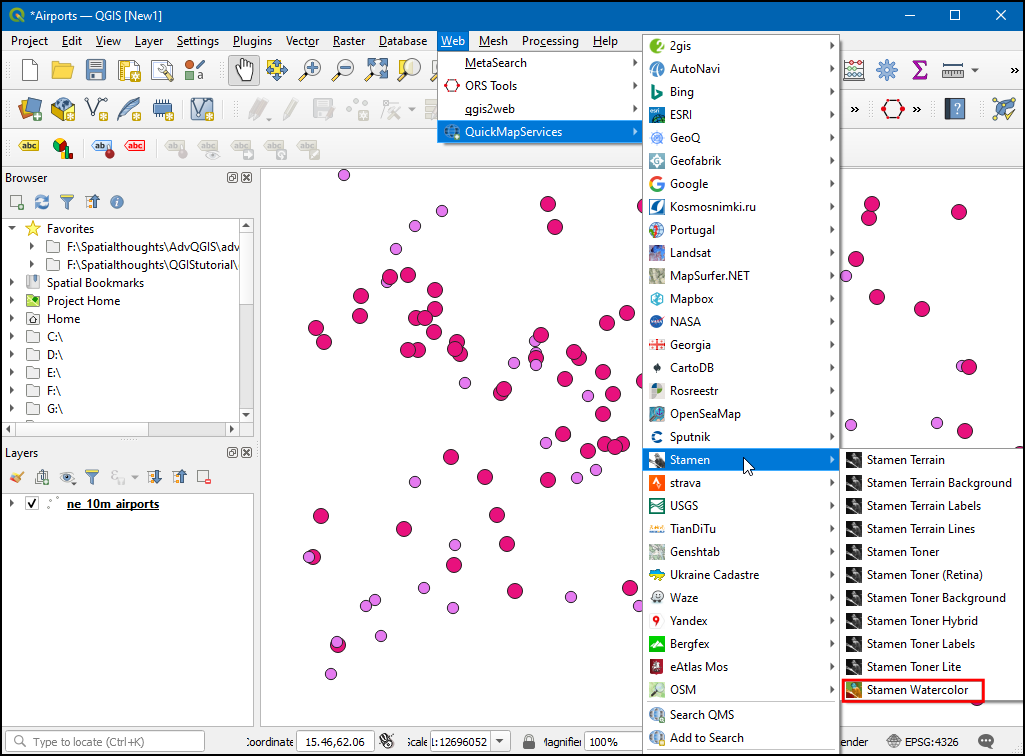 *Airports — QGIS [New1]
Project Edit View Layer Settings Plugins Vector Raster Database Web Mesh Processing Help
MetaSearch
ORS Tools
qgis2web
QuickMapServices
2gis
AutoNavi
Bing
ESRI
GeoQ
Geofabrik
Google
Kosmosnimki.ru
Portugal
Landsat
MapSurfer.NET
Mapbox
NASA
Georgia
CartoDB
Rosreestr
OpenSeaMap
Sputnik
Stamen
strava
USGS
TianDiTu
Genshtab
Ukraine Cadastre
Waze
Yandex
Bergfex
eAtlas Mos
OSM
Search QMS
Add to Search
Stamen Terrain
Stamen Terrain Background
Stamen Terrain Labels
Stamen Terrain Lines
Stamen Toner
Stamen Toner (Retina)
Stamen Toner Background
Stamen Toner Hybrid
Stamen Toner Labels
Stamen Toner Lite
Stamen Watercolor
abc ab abc
Browser
Favorites
F:\Spatialthoughts\AdvQGIS\adv
F:\Spatialthoughts\QGIStutorial\
Spatial Bookmarks
Project Home
Home
C:\
D:\
E:\
F:\
G:\
Layers
ne_10m_airports
Type to locate (Ctrl+K) Coordinate 15.46,62.06 Scale 1:12696052 Magnifier 100% ender EPSG:4326